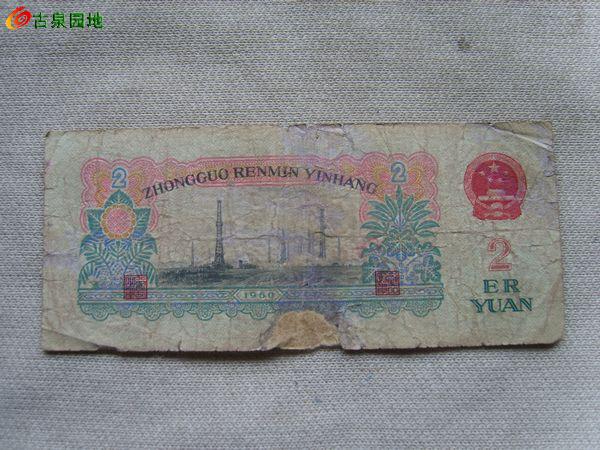 古泉园地
ZHONGGUO RENMIN YINHANG
2
2
2
ER
YUAN
1960